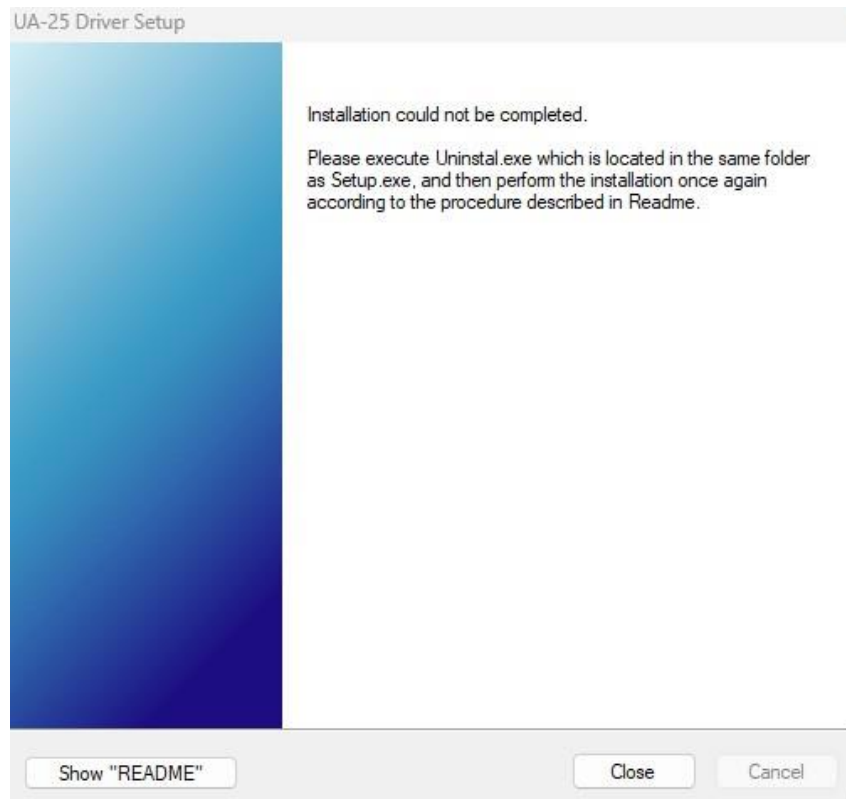 UA-25 Driver Setup
Installation could not be completed.
Please execute Uninstal.exe which is located in the same folder
as Setup.exe, and then perform the installation once again
according to the procedure described in Readme.
Show "README"
Close
Cancel